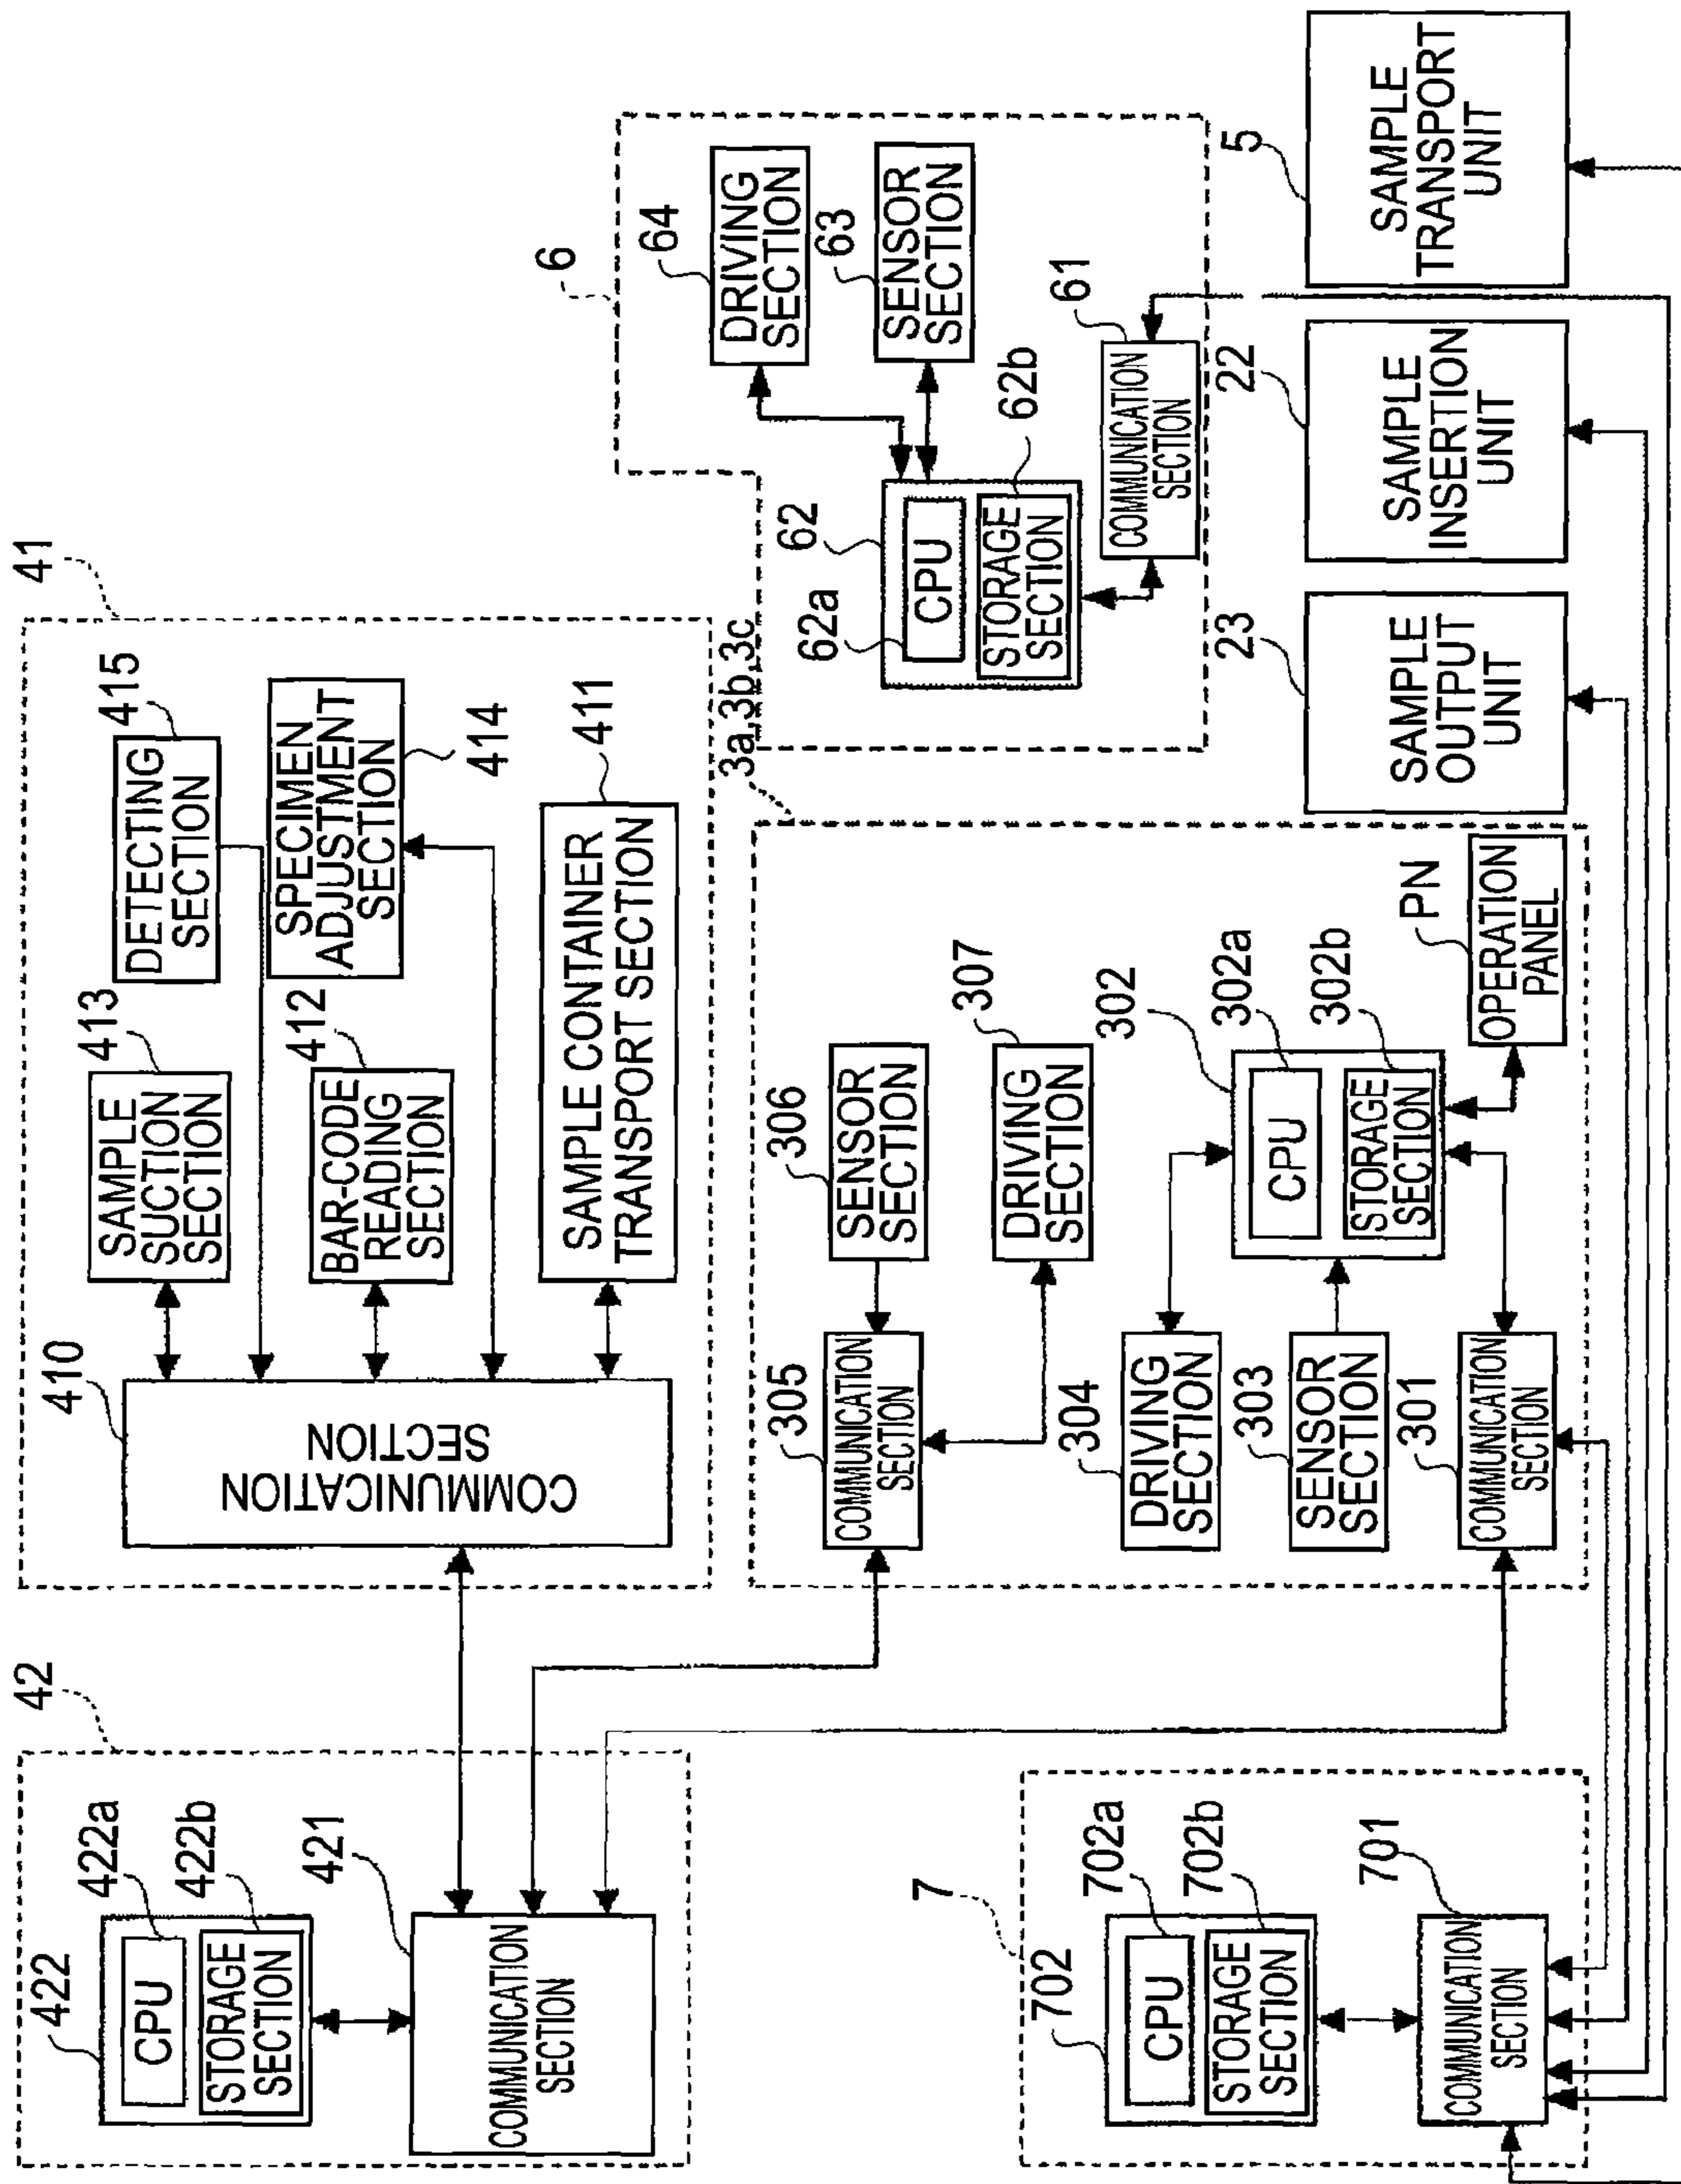 42
422
422a
CPU
422b
STORAGE
SECTION
421
COMMUNICATION
SECTION
41
410
COMMUNICATION
SECTION
413
SAMPLE
SUCTION
SECTION
415
DETECTING
SECTION
412
BAR-CODE
READING
SECTION
SPECIMEN
ADJUSTMENT
SECTION
414
411
SAMPLE CONTAINER
TRANSPORT SECTION
6
64
DRIVING
SECTION
63
SENSOR
SECTION
62
62a
CPU
62b
STORAGE
SECTION
61
COMMUNICATION
SECTION
3a,3b,3c
305
COMMUNICATION
SECTION
306
SENSOR
SECTION
307
DRIVING
SECTION
304
DRIVING
SECTION
303
SENSOR
SECTION
302
302a
CPU
302b
STORAGE
SECTION
301
COMMUNICATION
SECTION
PN
OPERATION
PANEL
7
702
702a
CPU
702b
STORAGE
SECTION
701
COMMUNICATION
SECTION
23
SAMPLE
OUTPUT
UNIT
22
SAMPLE
INSERTION
UNIT
5
SAMPLE
TRANSPORT
UNIT